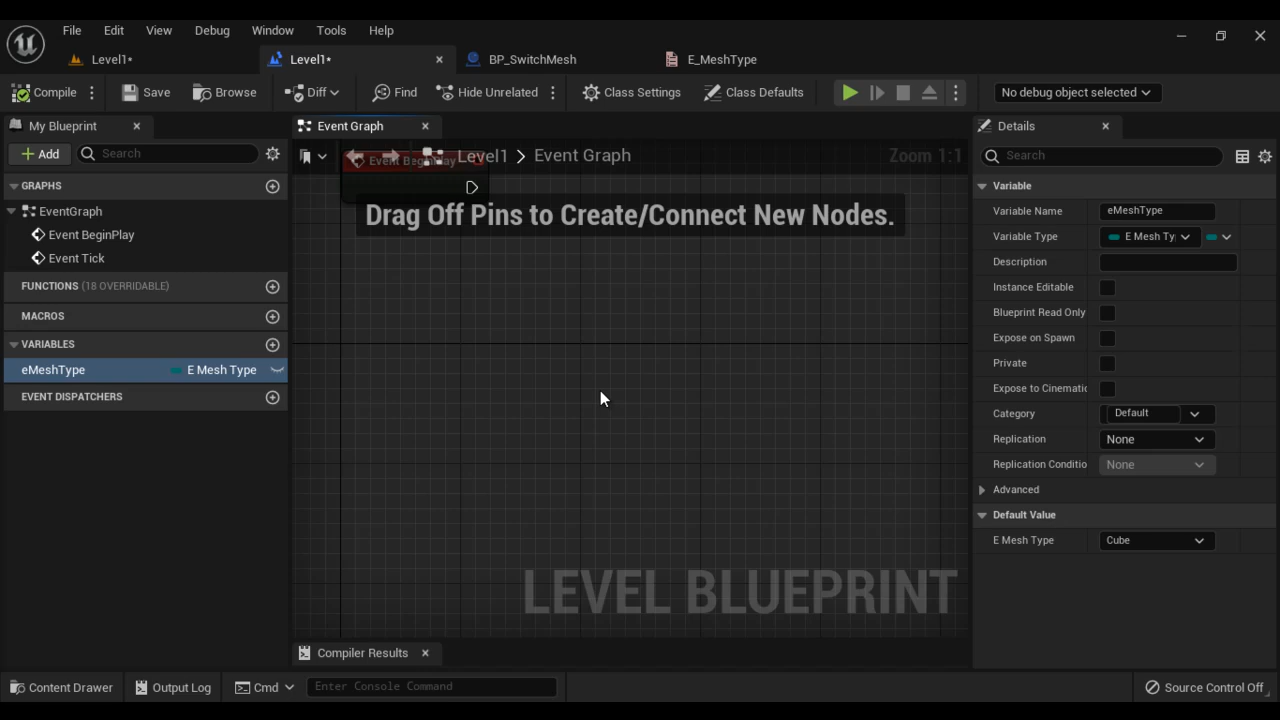 File Edit View Debug Window Tools Help
Level1* Level1* BP_SwitchMesh E_MeshType
Compile Save Browse Diff Find Hide Unrelated Class Settings Class Defaults No debug object selected
My Blueprint Event Graph Details
Add Search Event BeginPlay Level1 > Event Graph Zoom 1:1 Search
GRAPHS Variable
EventGraph Drag Off Pins to Create/Connect New Nodes. Variable Name eMeshType
Event BeginPlay Variable Type E Mesh Ty
Event Tick Description
FUNCTIONS (18 OVERRIDABLE) Instance Editable
MACROS Blueprint Read Only
VARIABLES Expose on Spawn
eMeshType E Mesh Type Private
EVENT DISPATCHERS Expose to Cinematic
Category Default
Replication None
Replication Conditio None
Advanced
Default Value
E Mesh Type Cube
LEVEL BLUEPRINT
Compiler Results
Content Drawer Output Log Cmd Enter Console Command Source Control Off